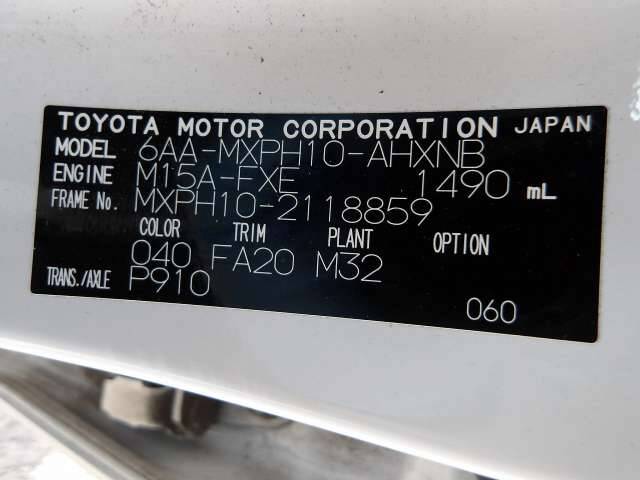 TOYOTA MOTOR CORPORATION JAPAN
MODEL 6AA-MXPH10-AHXNB
ENGINE M15A-FXE 1490 mL
FRAME No. MXPH10-2118859
COLOR TRIM PLANT OPTION
040 FA20 M32
TRANS./AXLE P910
060